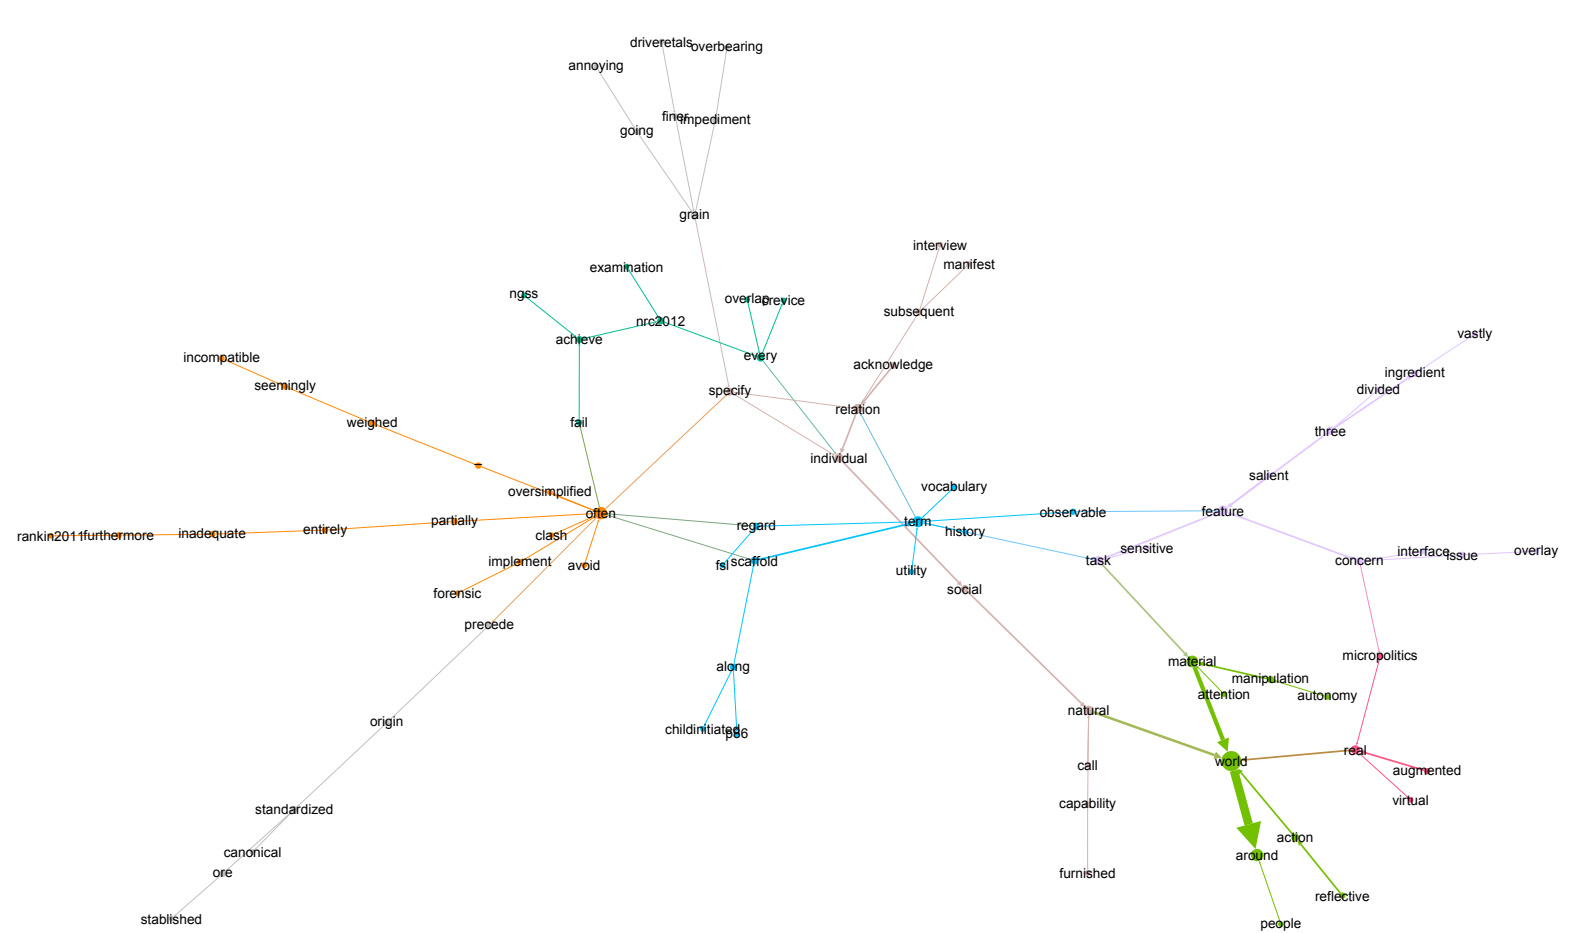 driveretals
overbearing
annoying
finer
impediment
going
grain
interview
manifest
examination
ngss
overlap
crevice
subsequent
nrc2012
vastly
achieve
incompatible
every
acknowledge
ingredient
seemingly
specify
divided
relation
weighed
fail
three
individual
–
salient
vocabulary
oversimplified
often
observable
feature
partially
regard
term
rankin2011
furthermore
inadequate
entirely
clash
history
sensitive
interface
issue
overlay
implement
avoid
fsl
scaffold
utility
task
concern
forensic
social
precede
micropolitics
along
material
manipulation
attention
autonomy
natural
origin
childinitiated
p86
real
call
world
augmented
capability
virtual
standardized
action
canonical
around
ore
furnished
reflective
stablished
people